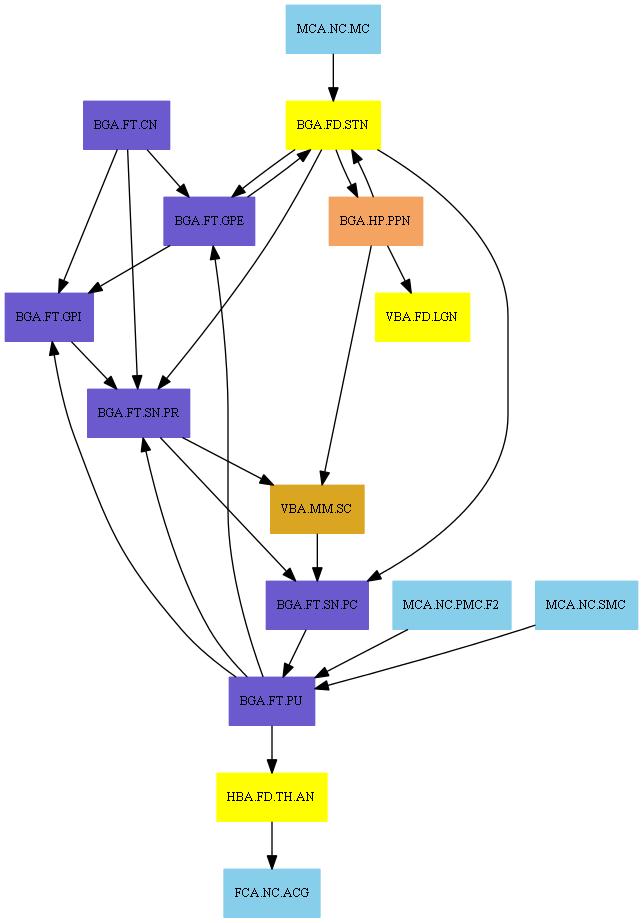 MCA.NC.MC
BGA.FT.CN
BGA.FD.STN
BGA.FT.GPE
BGA.HP.PPN
BGA.FT.GPI
VBA.FD.LGN
BGA.FT.SN.PR
VBA.MM.SC
BGA.FT.SN.PC
MCA.NC.PMC.F2
MCA.NC.SMC
BGA.FT.PU
HBA.FD.TH.AN
FCA.NC.ACG